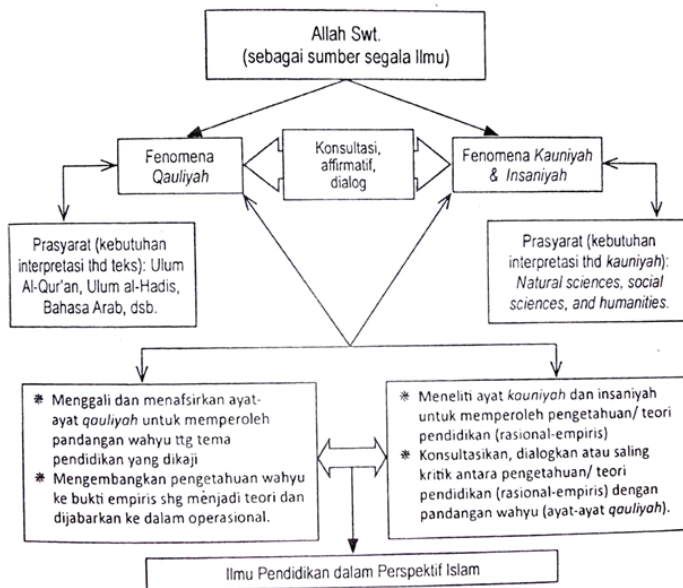 Allah Swt.
(sebagai sumber segala Ilmu)
Fenomena
Qauliyah
Konsultasi,
affirmatif,
dialog
Fenomena Kauniyah
& Insaniyah
Prasyarat (kebutuhan
interpretasi thd teks): Ulum
Al-Qur'an, Ulum al-Hadis,
Bahasa Arab, dsb.
Prasyarat (kebutuhan
interpretasi thd kauniyah):
Natural sciences, social
sciences, and humanities.
* Menggali dan menafsirkan ayat-
ayat qauliyah untuk memperoleh
pandangan wahyu ttg tema
pendidikan yang dikaji
* Mengembangkan pengetahuan wahyu
ke bukti empiris shg menjadi teori dan
dijabarkan ke dalam operasional.
* Meneliti ayat kauniyah dan insaniyah
untuk memperoleh pengetahuan/ teori
pendidikan (rasional-empiris)
* Konsultasikan, dialogkan atau saling
kritik antara pengetahuan/ teori
pendidikan (rasional-empiris) dengan
pandangan wahyu (ayat-ayat qauliyah).
Ilmu Pendidikan dalam Perspektif Islam